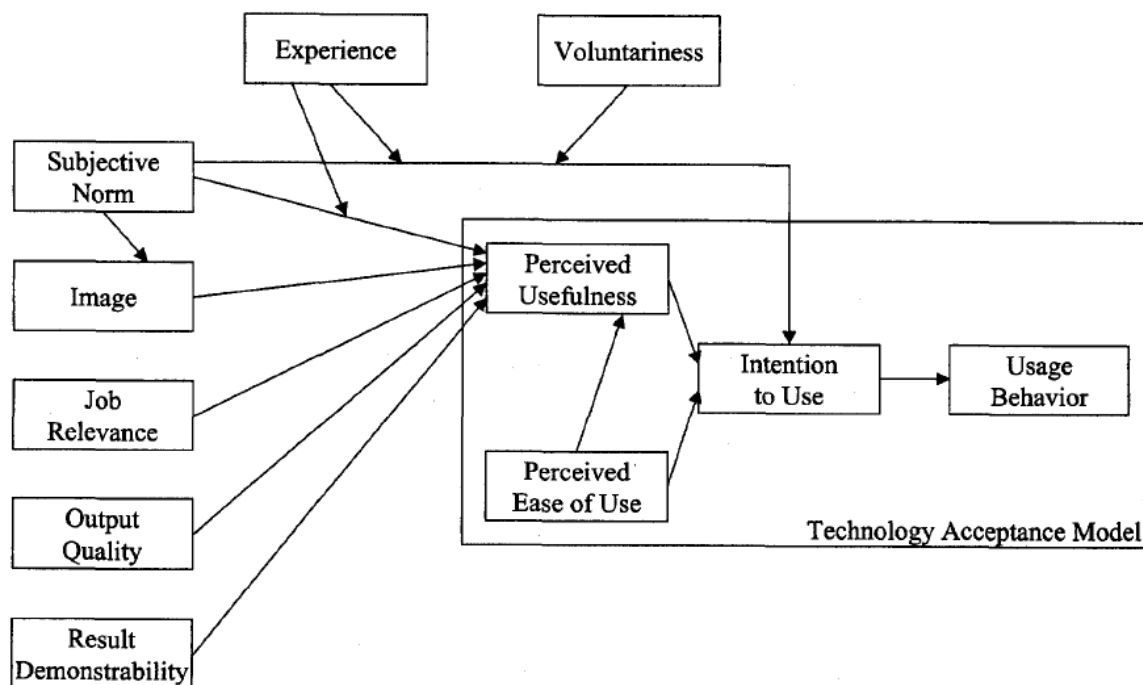 Experience
Voluntariness
Subjective
Norm
Image
Job
Relevance
Output
Quality
Result
Demonstrability
Perceived
Usefulness
Perceived
Ease of Use
Intention
to Use
Usage
Behavior
Technology Acceptance Model